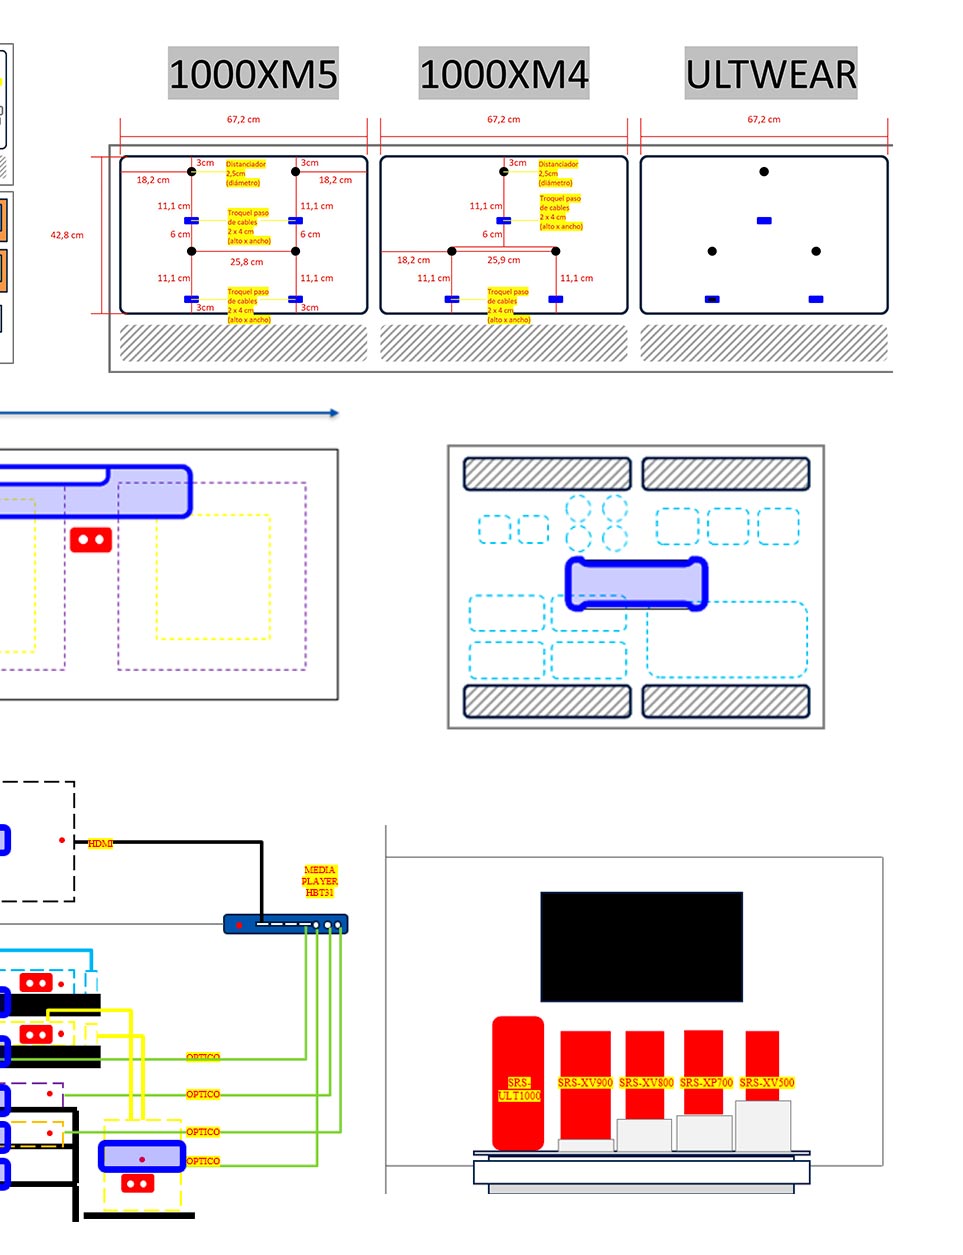 1000XM5 1000XM4 ULTWEAR
67,2 cm 67,2 cm 67,2 cm
3cm Distanciador 3cm 3cm Distanciador
2,5cm 2,5cm
18,2 cm (diámetro) 18,2 cm (diámetro)
11,1 cm Troquel paso 11,1 cm 11,1 cm Troquel paso
de cables de cables
2 x 4 cm 2 x 4 cm
42,8 cm 6 cm (alto x ancho) 6 cm 6 cm (alto x ancho)
25,8 cm 18,2 cm 25,9 cm
11,1 cm 11,1 cm 11,1 cm 11,1 cm
Troquel paso Troquel paso
de cables de cables
2 x 4 cm 2 x 4 cm
3cm (alto x ancho) 3cm (alto x ancho)
HDMI
MEDIA
PLAYER
HBT31
OPTICO
OPTICO
OPTICO
OPTICO
SRS-
ULT1000
SRS-XV900 SRS-XV800 SRS-XP700 SRS-XV500